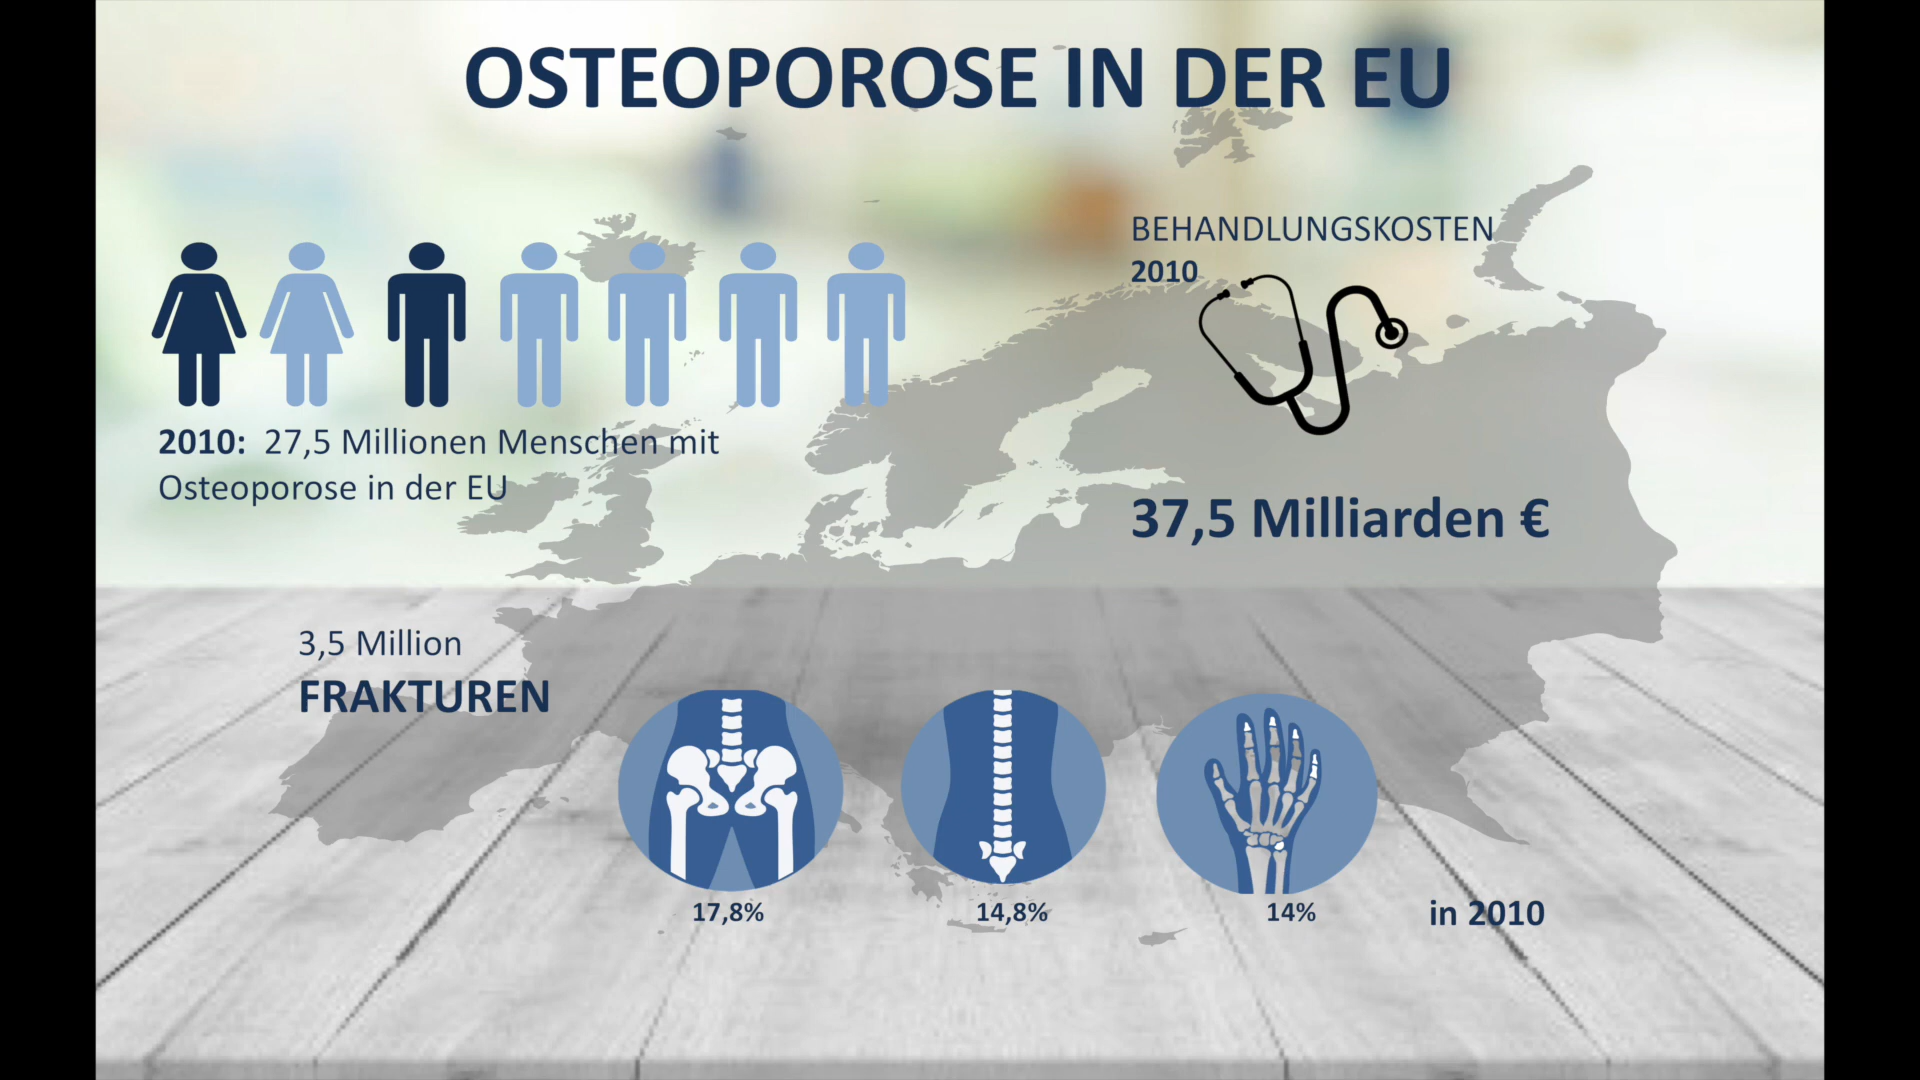 OSTEOPOROSE IN DER EU
BEHANDLUNGSKOSTEN
2010
2010: 27,5 Millionen Menschen mit
Osteoporose in der EU
37,5 Milliarden €
3,5 Million
FRAKTUREN
17,8%
14,8%
14%
in 2010